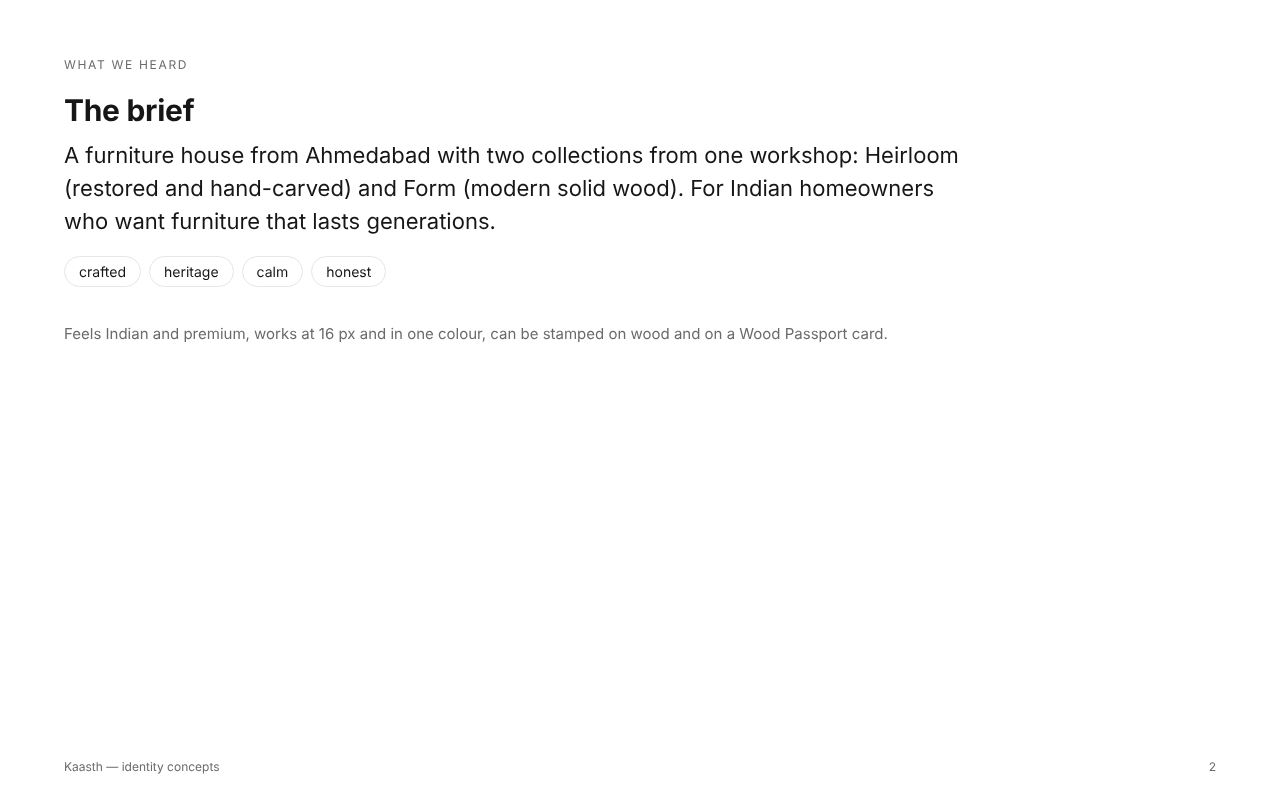 WHAT WE HEARD
The brief
A furniture house from Ahmedabad with two collections from one workshop: Heirloom
(restored and hand-carved) and Form (modern solid wood). For Indian homeowners
who want furniture that lasts generations.
crafted heritage calm honest
Feels Indian and premium, works at 16 px and in one colour, can be stamped on wood and on a Wood Passport card.
Kaasth — identity concepts 2